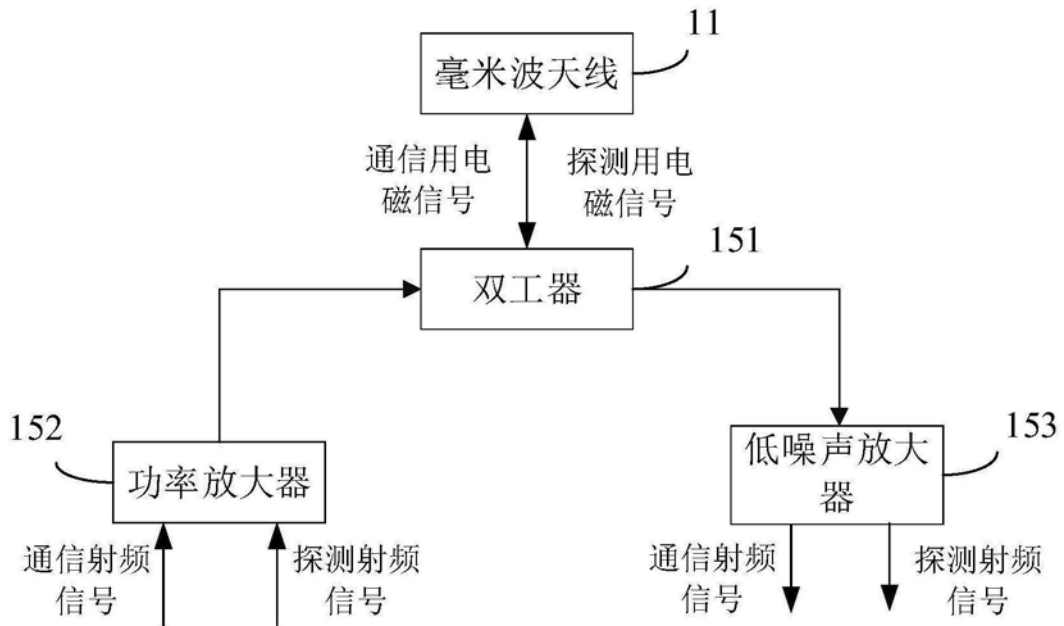 11
毫米波天线
通信用电
磁信号
探测用电
磁信号
151
双工器
152
功率放大器
153
低噪声放大
器
通信射频
信号
探测射频
信号
通信射频
信号
探测射频
信号